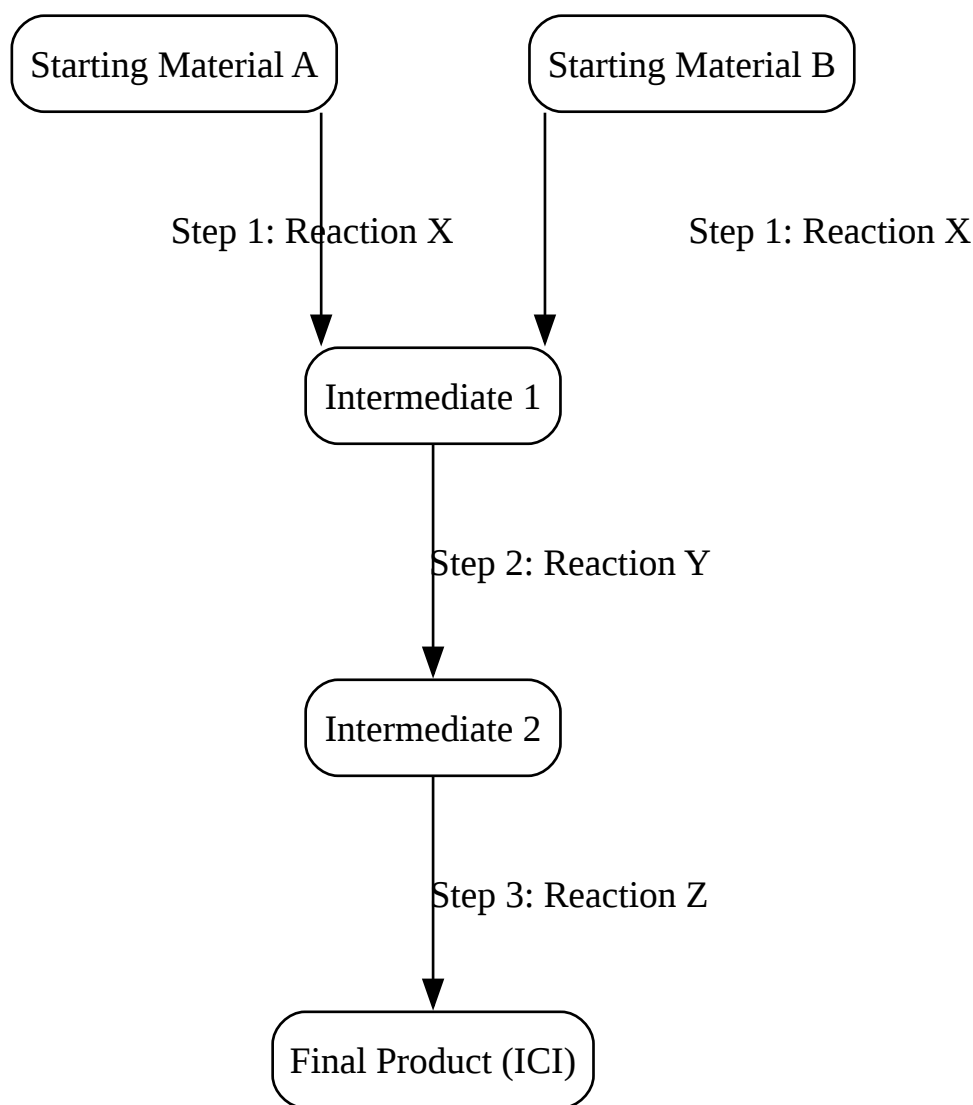 Starting Material A
Starting Material B
Step 1: Reaction X
Step 1: Reaction X
Intermediate 1
Step 2: Reaction Y
Intermediate 2
Step 3: Reaction Z
Final Product (ICI)